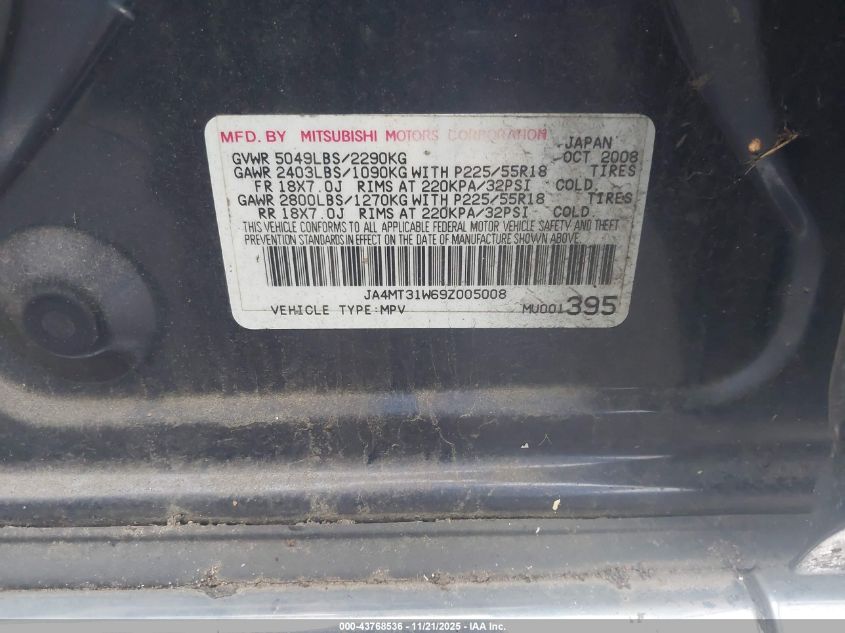 MFD. BY MITSUBISHI MOTORS CORPORATION JAPAN
GVWR 5049LBS/2290KG OCT 2008
GAWR 2403LBS/1090KG WITH P225/55R18 TIRES
FR 18X7.0J RIMS AT 220KPA/32PSI COLD.
GAWR 2800LBS/1270KG WITH P225/55R18 TIRES
RR 18X7.0J RIMS AT 220KPA/32PSI COLD
THIS VEHICLE CONFORMS TO ALL APPLICABLE FEDERAL MOTOR VEHICLE SAFETY AND THEFT
PREVENTION STANDARDS IN EFFECT ON THE DATE OF MANUFACTURE SHOWN ABOVE.
JA4MT31W69Z005008
VEHICLE TYPE:MPV MU001395
000-43768536 - 11/21/2025 - IAA Inc.